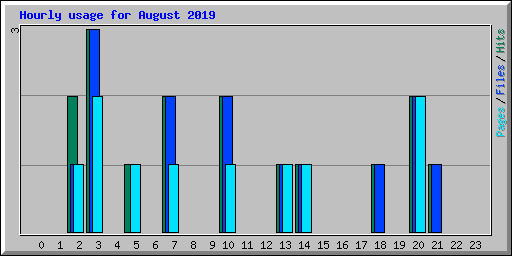 Hourly usage for August 2019
3
Pages/Files/Hits
0 1 2 3 4 5 6 7 8 9 10 11 12 13 14 15 16 17 18 19 20 21 22 23